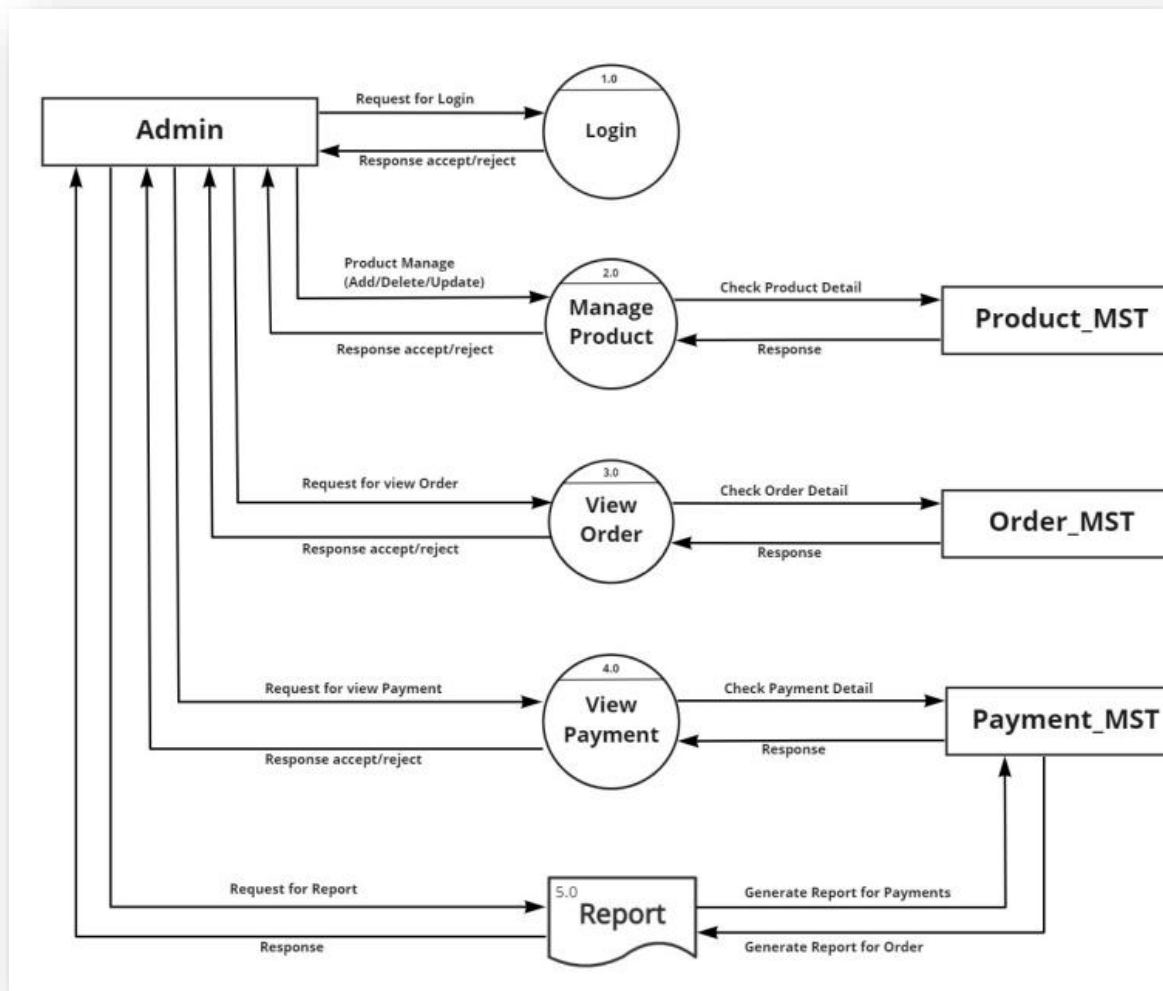 1.0
Request for Login
Admin
Login
Response accept/reject
Product Manage
(Add/Delete/Update)
2.0
Check Product Detail
Manage
Product
Product_MST
Response accept/reject
Response
3.0
Request for view Order
Check Order Detail
View
Order
Order_MST
Response accept/reject
Response
4.0
Request for view Payment
Check Payment Detail
View
Payment
Payment_MST
Response accept/reject
Response
Request for Report
5.0
Report
Generate Report for Payments
Response
Generate Report for Order